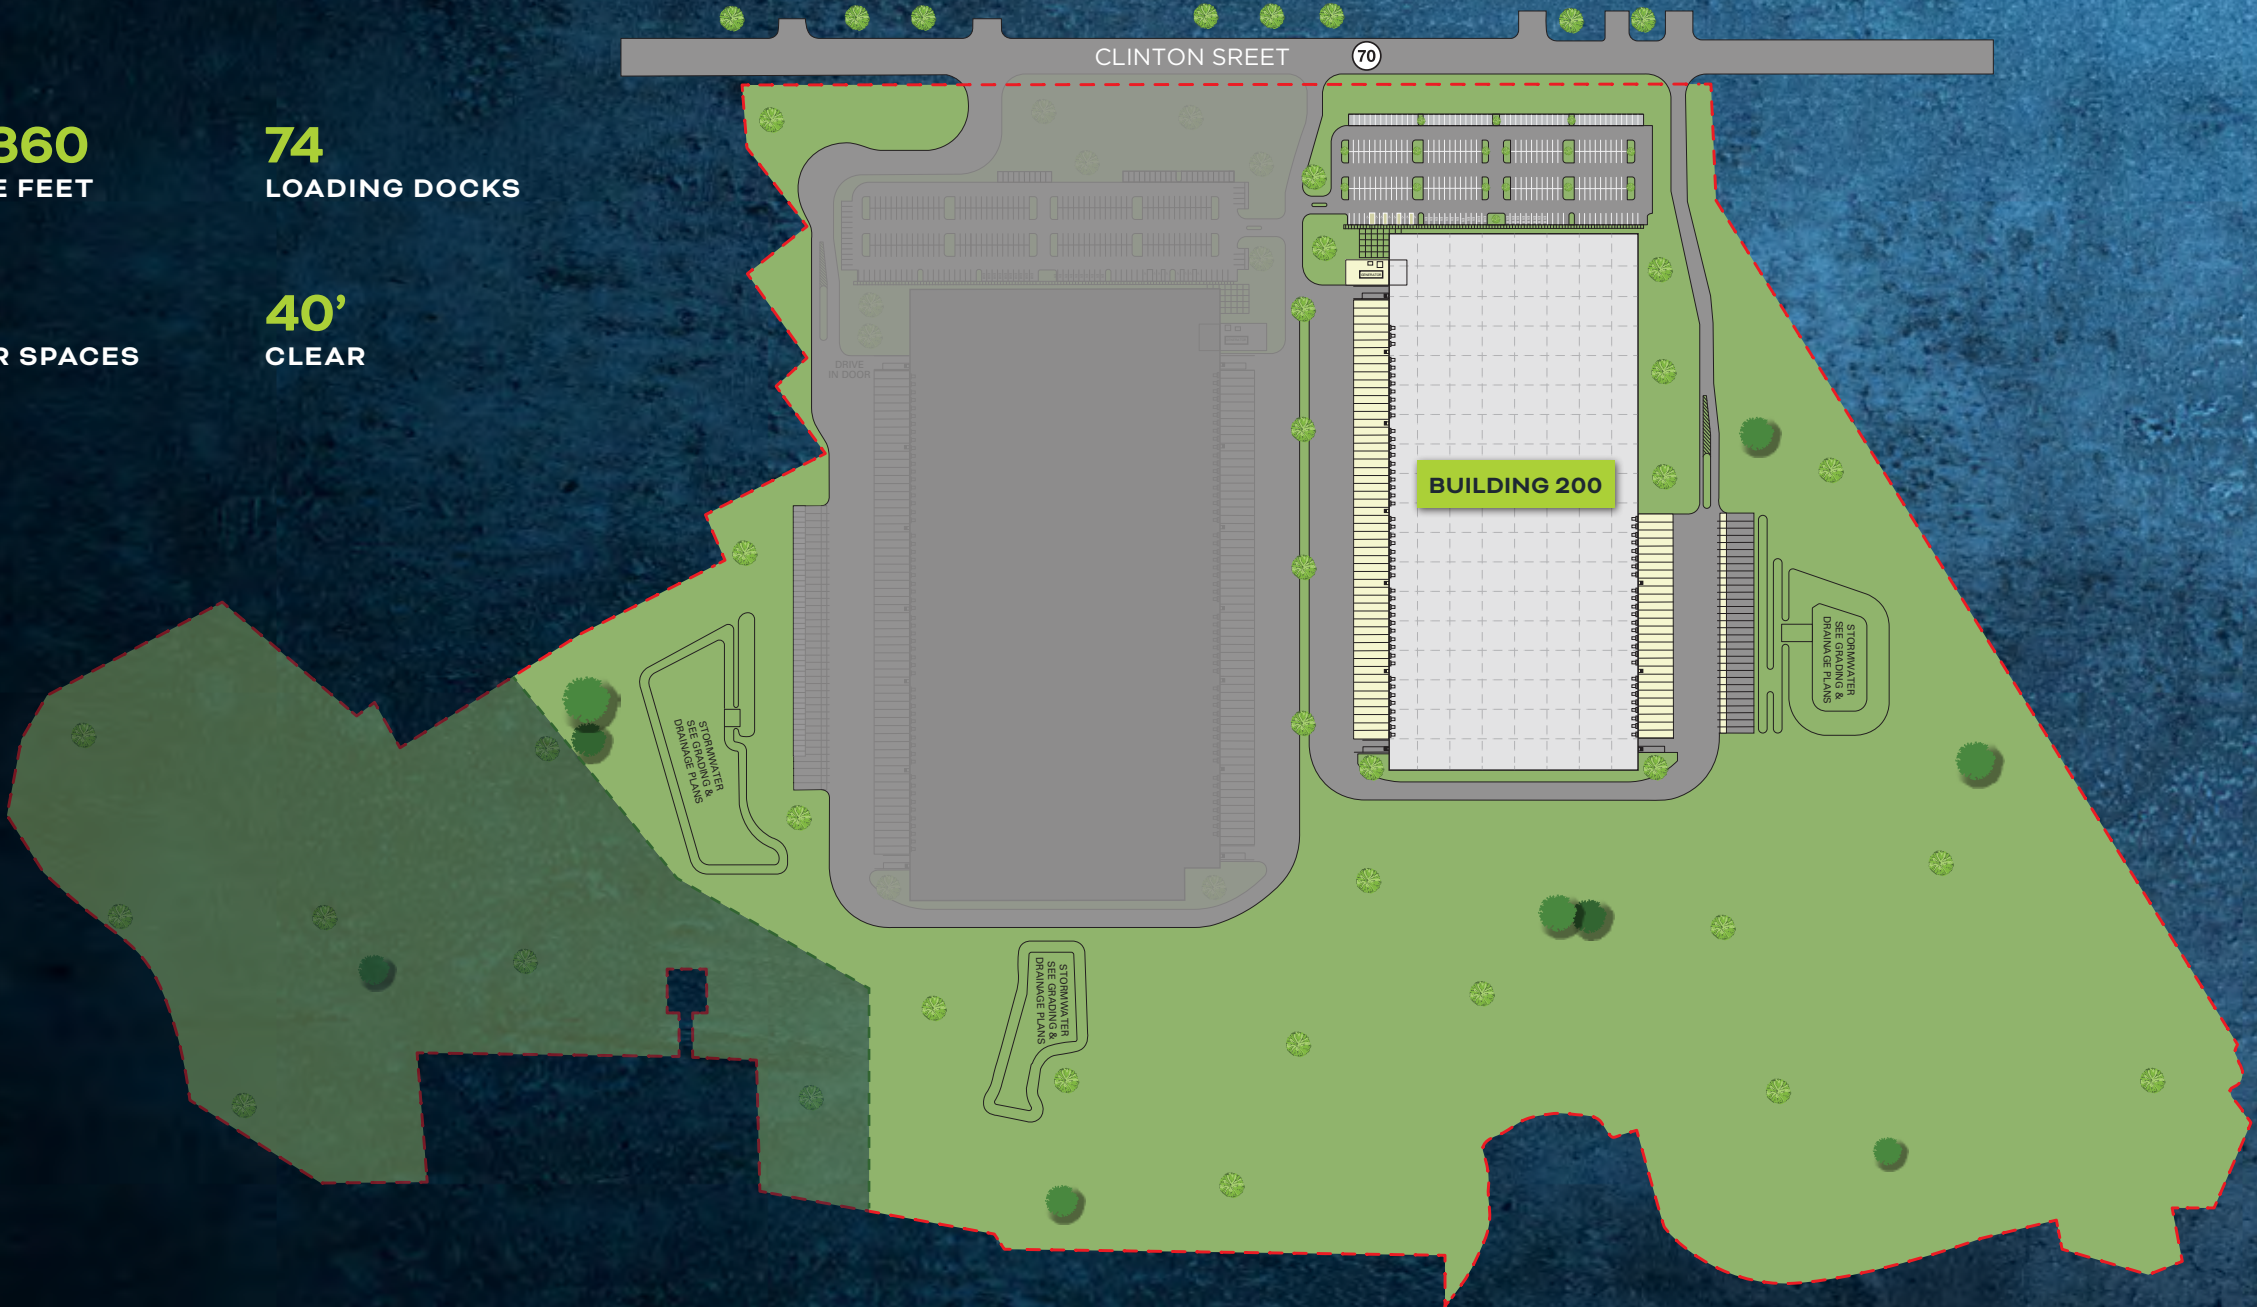 CLINTON SREET
70
360
E FEET
74
LOADING DOCKS
R SPACES
40’
CLEAR
DRIVE
IN DOOR
GENERATOR
BUILDING 200
STORMWATER
SEE GRADING &
DRAINAGE PLANS
STORMWATER
SEE GRADING &
DRAINAGE PLANS
STORMWATER
SEE GRADING &
DRAINAGE PLANS